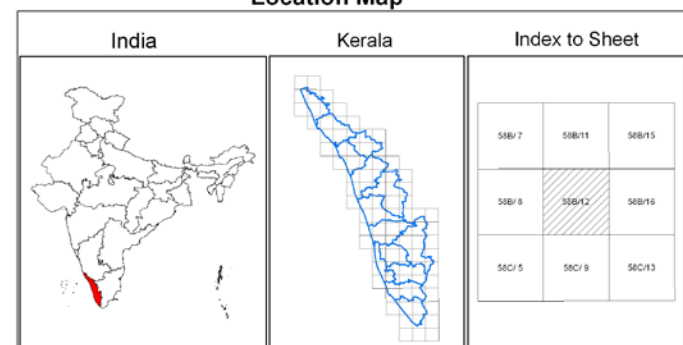 Location Map
India
Kerala
Index to Sheet
58B/ 7
58B/11
58B/15
58B/ 8
58B/12
58B/16
58C/ 5
58C/ 9
58C/13